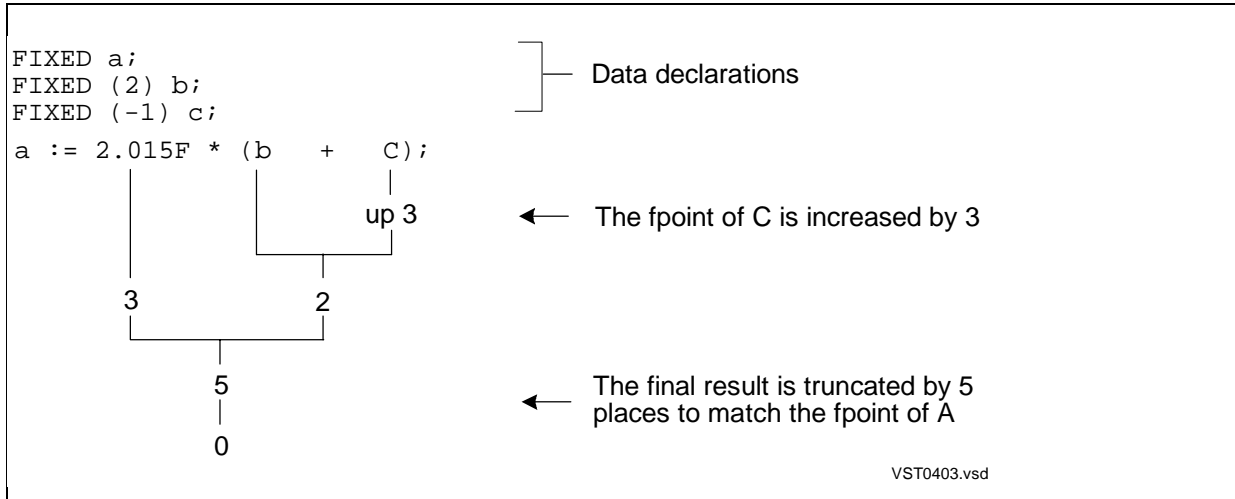 FIXED a;
FIXED (2) b;
FIXED (-1) c;
Data declarations
a := 2.015F * (b + C);
up 3
The fpoint of C is increased by 3
3 2
5
The final result is truncated by 5
places to match the fpoint of A
0
VST0403.vsd